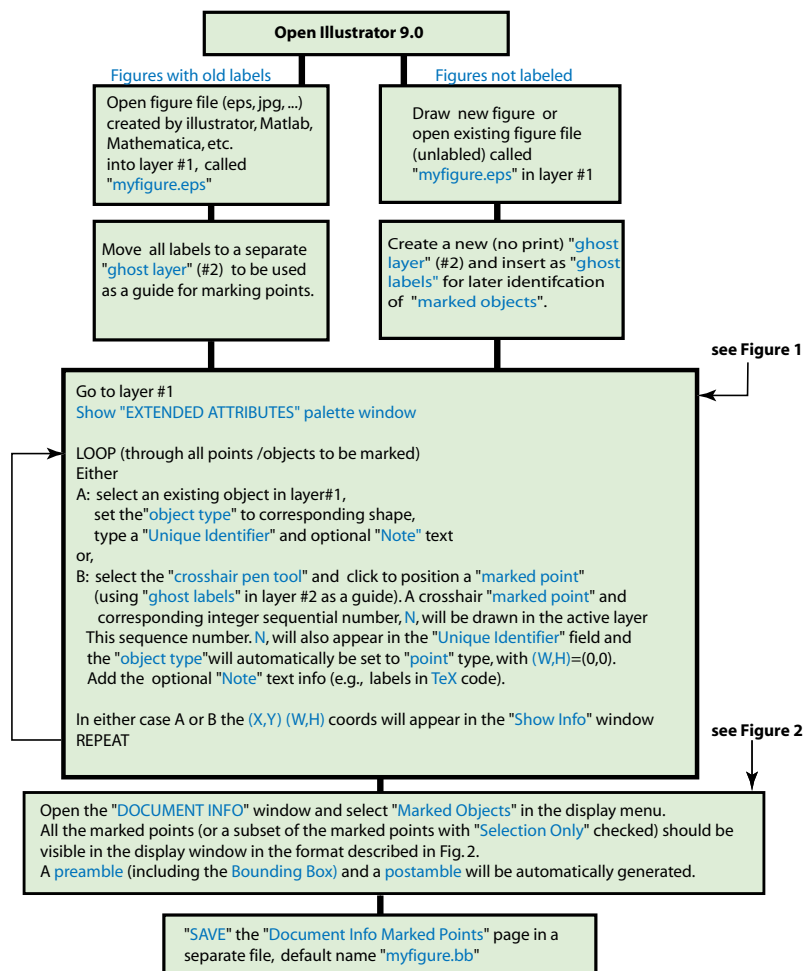 Open Illustrator 9.0
Figures with old labels
Figures not labeled
Open figure file (eps, jpg, ...)
created by illustrator, Matlab,
Mathematica, etc.
into layer #1, called
"myfigure.eps"
Draw new figure or
open existing figure file
(unlabled) called
"myfigure.eps" in layer #1
Move all labels to a separate
"ghost layer" (#2) to be used
as a guide for marking points.
Create a new (no print) "ghost
layer" (#2) and insert as "ghost
labels" for later identifcation
of "marked objects".
see Figure 1
Go to layer #1
Show "EXTENDED ATTRIBUTES" palette window
LOOP (through all points /objects to be marked)
Either
A: select an existing object in layer#1,
set the"object type" to corresponding shape,
type a "Unique Identifier" and optional "Note" text
or,
B: select the "crosshair pen tool" and click to position a "marked point"
(using "ghost labels" in layer #2 as a guide). A crosshair "marked point" and
corresponding integer sequential number, N, will be drawn in the active layer
This sequence number. N, will also appear in the "Unique Identifier" field and
the "object type"will automatically be set to "point" type, with (W,H)=(0,0).
Add the optional "Note" text info (e.g., labels in TeX code).
In either case A or B the (X,Y) (W,H) coords will appear in the "Show Info" window
REPEAT
see Figure 2
Open the "DOCUMENT INFO" window and select "Marked Objects" in the display menu.
All the marked points (or a subset of the marked points with "Selection Only" checked) should be
visible in the display window in the format described in Fig. 2.
A preamble (including the Bounding Box) and a postamble will be automatically generated.
"SAVE" the "Document Info Marked Points" page in a
separate file, default name "myfigure.bb"